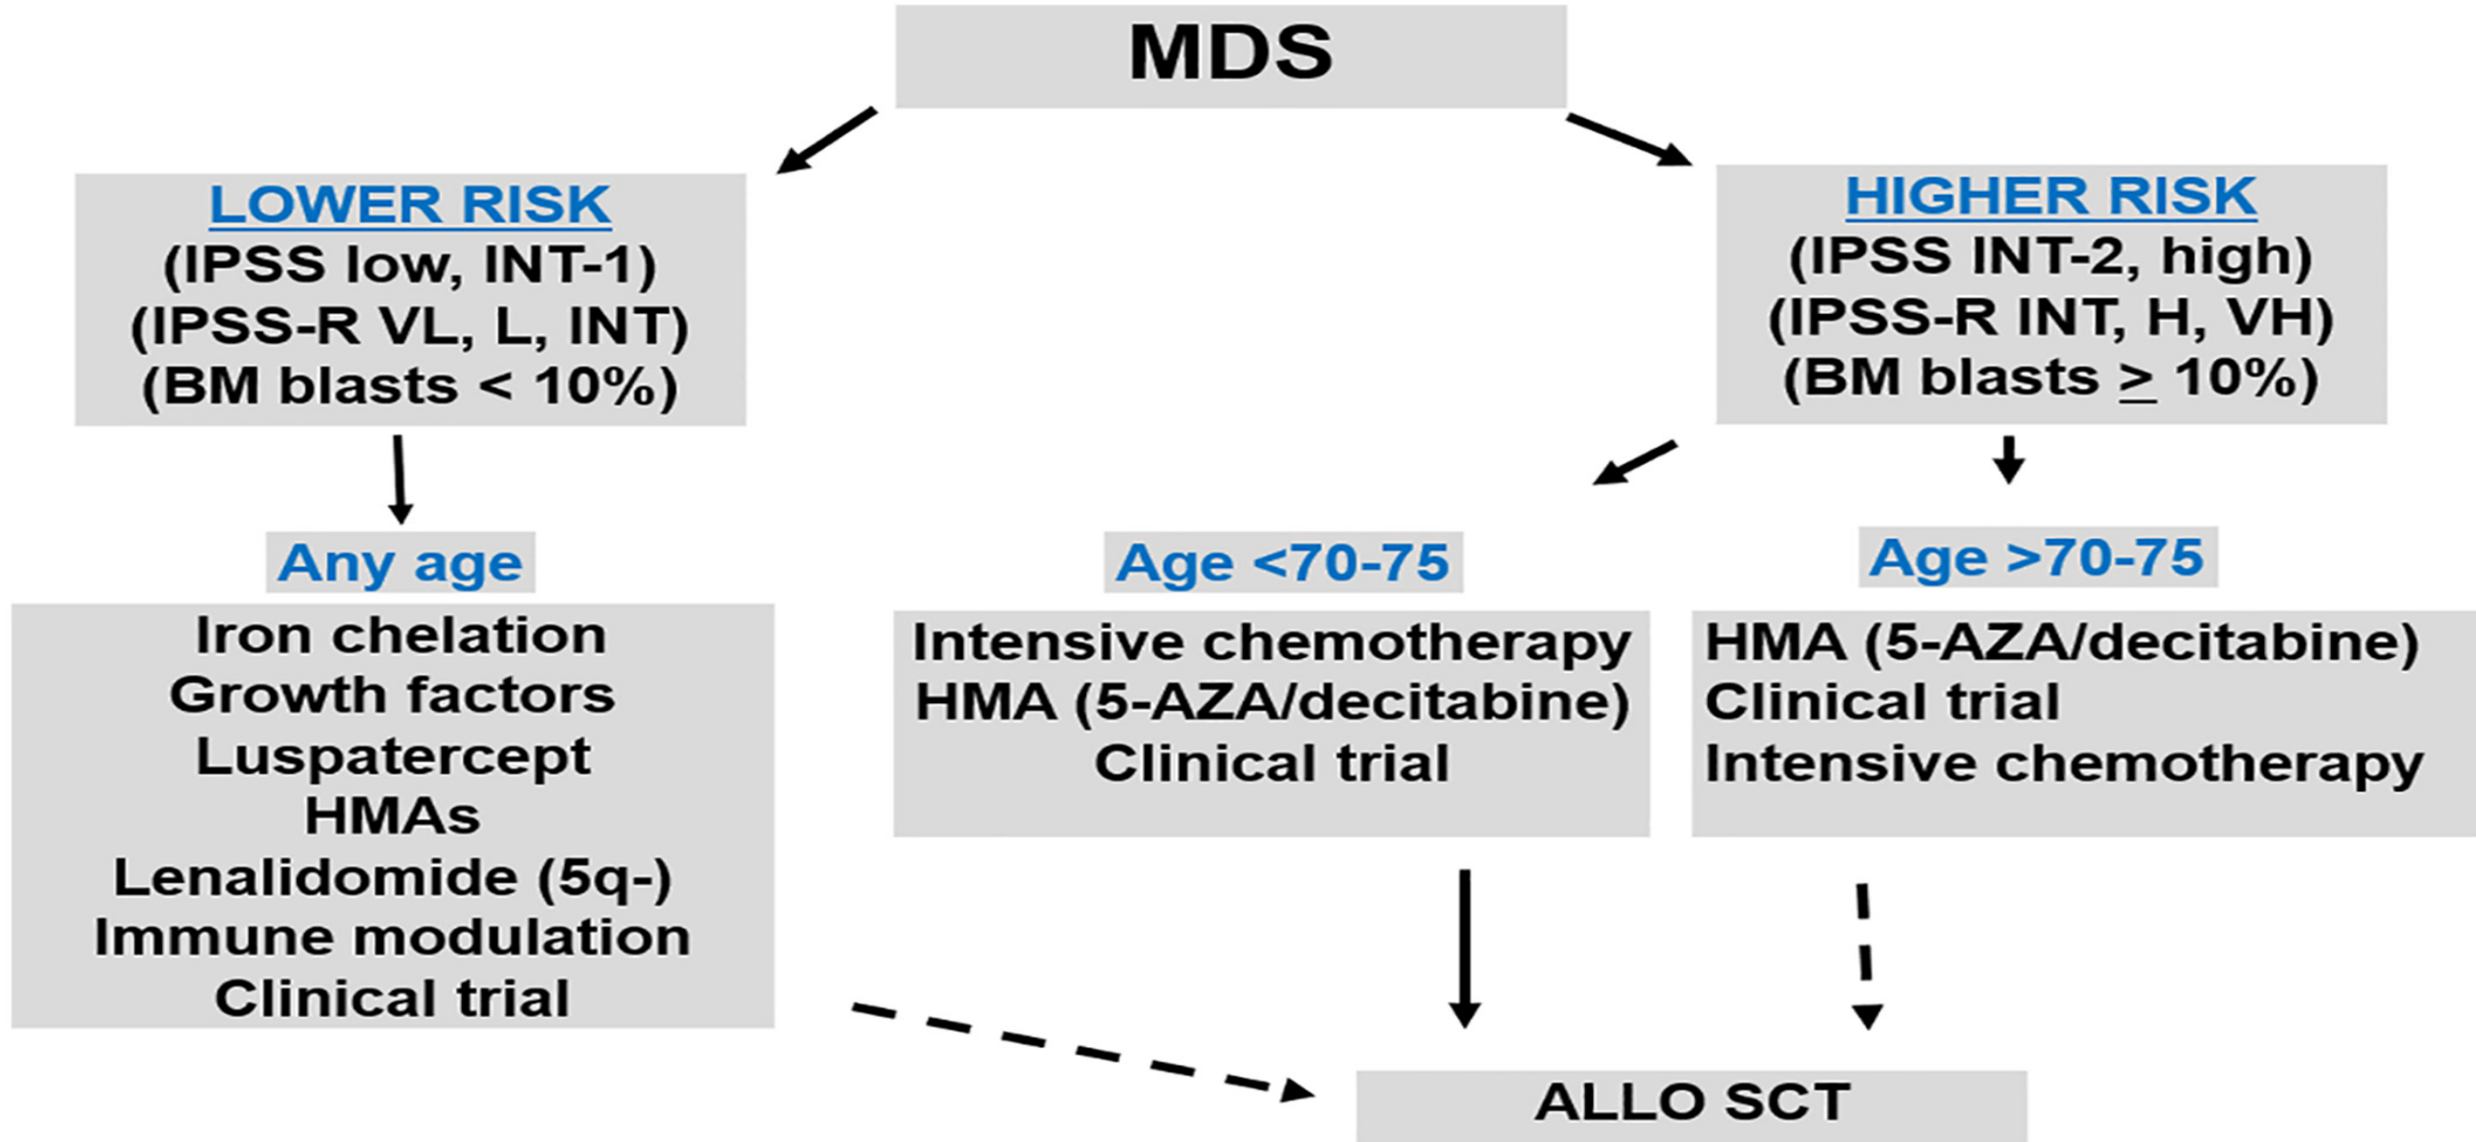 MDS
LOWER RISK
(IPSS low, INT-1)
(IPSS-R VL, L, INT)
(BM blasts < 10%)
HIGHER RISK
(IPSS INT-2, high)
(IPSS-R INT, H, VH)
(BM blasts ≥ 10%)
Any age
Iron chelation
Growth factors
Luspatercept
HMAs
Lenalidomide (5q-)
Immune modulation
Clinical trial
Age <70-75
Intensive chemotherapy
HMA (5-AZA/decitabine)
Clinical trial
Age >70-75
HMA (5-AZA/decitabine)
Clinical trial
Intensive chemotherapy
ALLO SCT